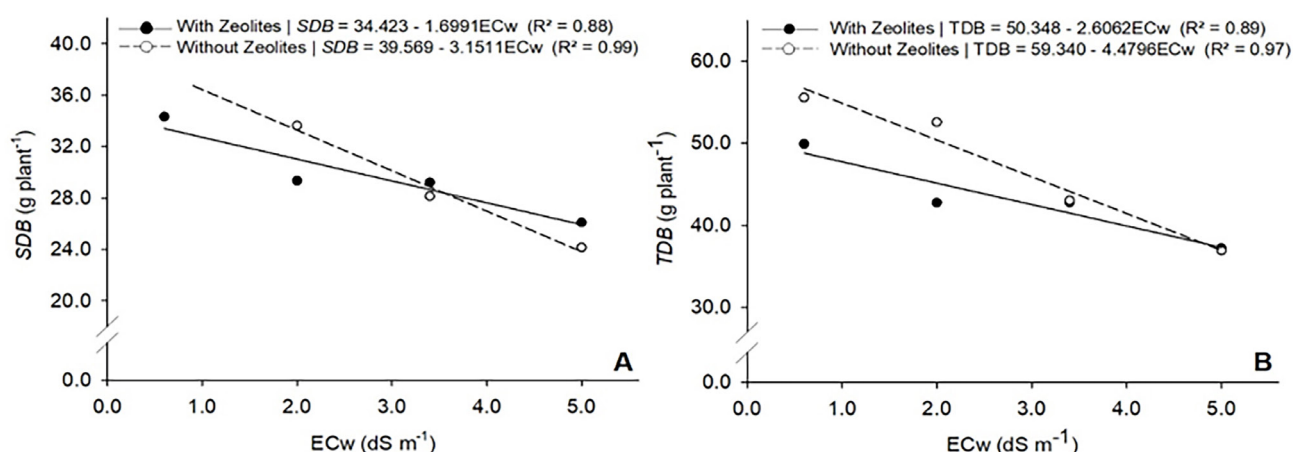 With Zeolites | SDB = 34.423 - 1.6991ECw (R² = 0.88)
Without Zeolites | SDB = 39.569 - 3.1511ECw (R² = 0.99)
40.0
36.0
32.0
28.0
24.0
20.0
0.0
SDB (g plant⁻¹)
A
0.0 1.0 2.0 3.0 4.0 5.0
ECw (dS m⁻¹)
With Zeolites | TDB = 50.348 - 2.6062ECw (R² = 0.89)
Without Zeolites | TDB = 59.340 - 4.4796ECw (R² = 0.97)
60.0
50.0
40.0
30.0
0.0
TDB (g plant⁻¹)
B
0.0 1.0 2.0 3.0 4.0 5.0
ECw (dS m⁻¹)